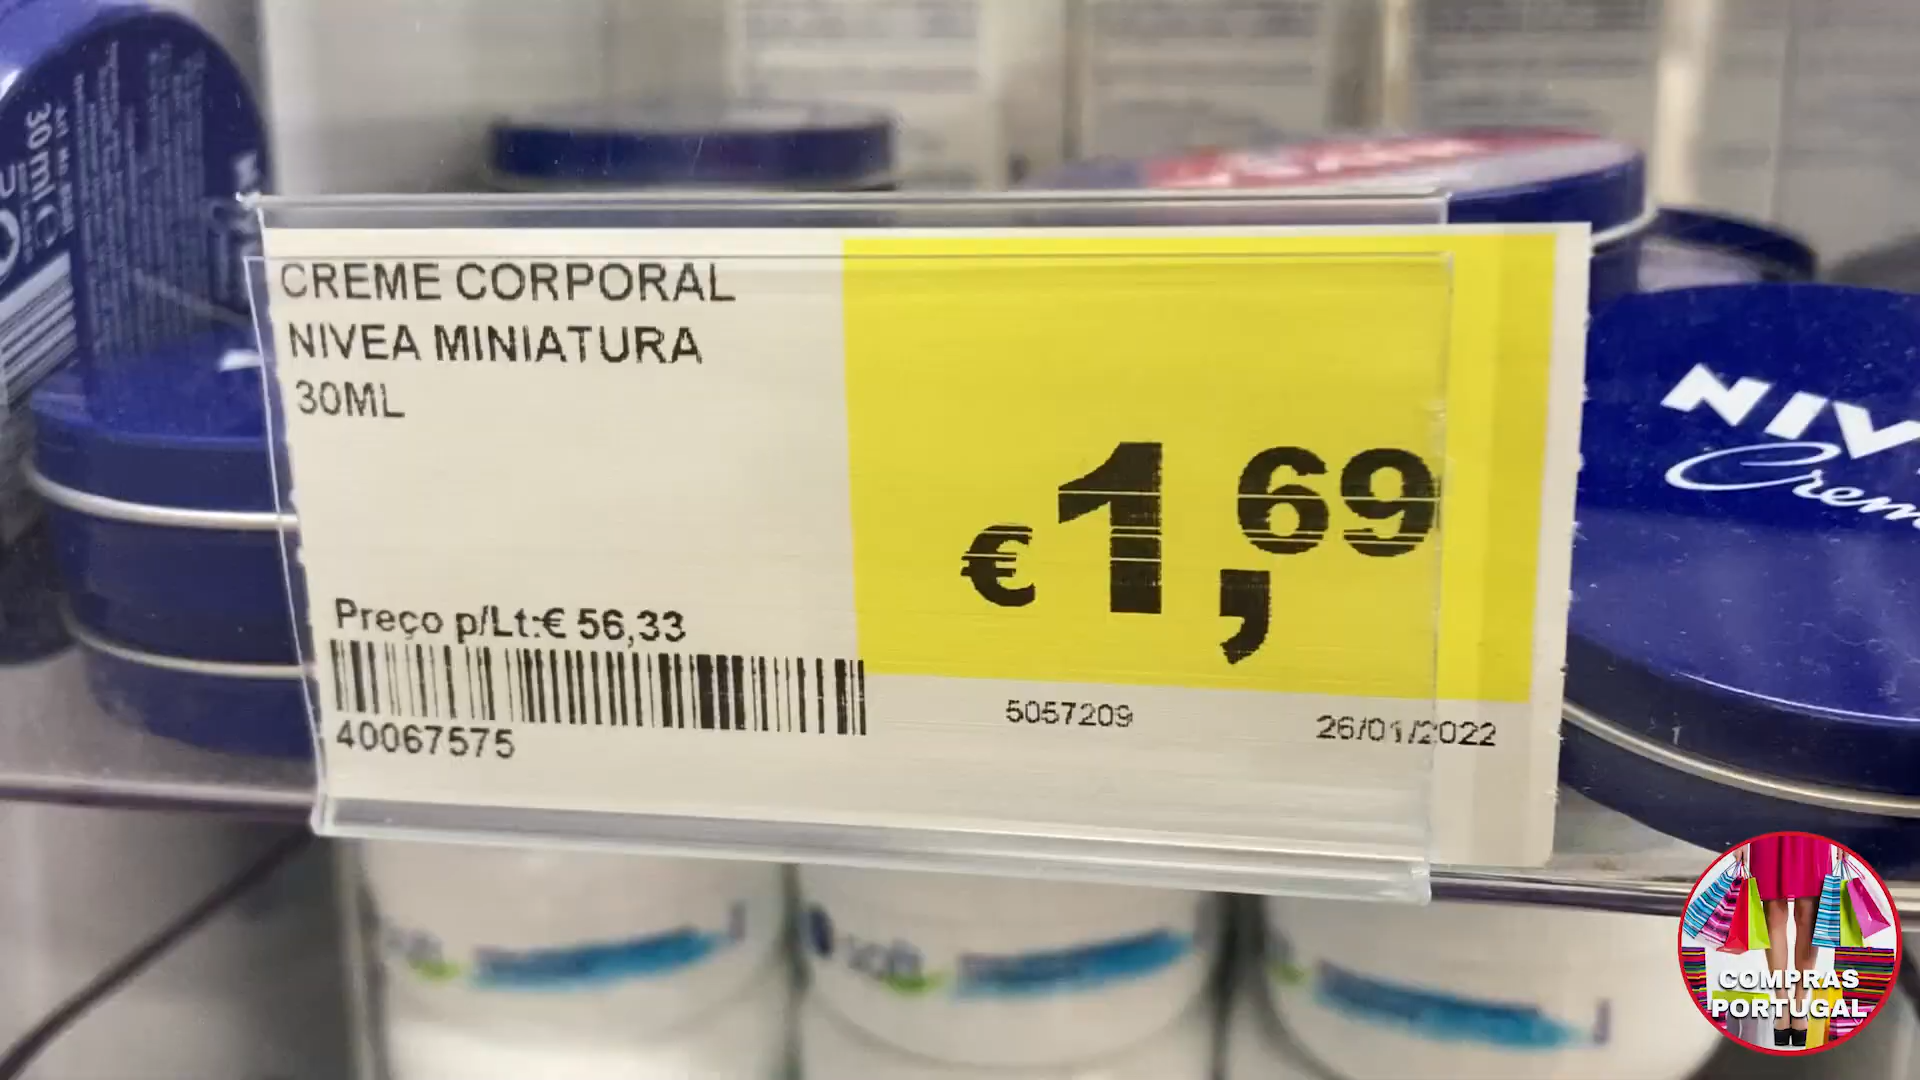 30ml
CREME CORPORAL
NIVEA MINIATURA
30ML
€1,69
Preço p/Lt:€ 56,33
40067575
5057209
26/01/2022
NIV
Crem
soft
COMPRAS
PORTUGAL